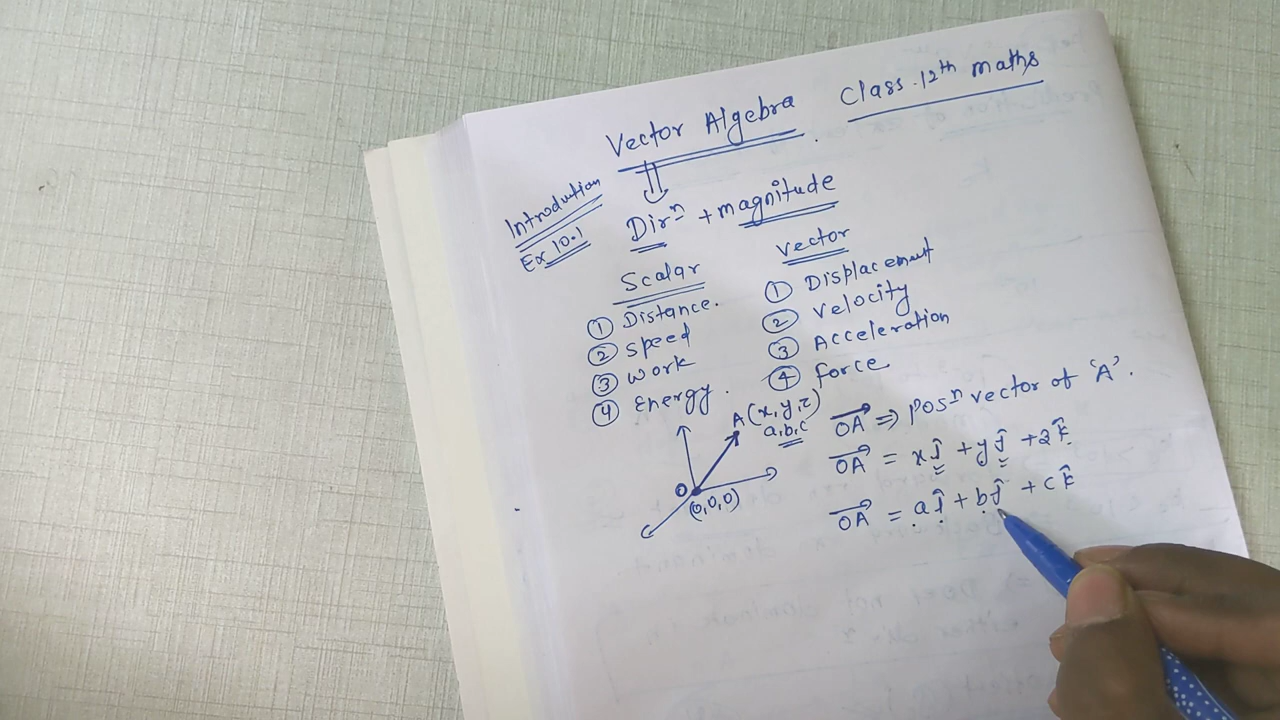 Vector Algebra. Class.12th maths
Introdution
Ex 10.1
Dirⁿ + magnitude
Scalar
① Distance.
② Speed
③ Work
④ Energy.
Vector
① Displacement
② Velocity
③ Acceleration
④ force
A(x, y, z)
a, b, c
O
(0,0,0)
OA⃗ ⇒ Posⁿ vector of 'A'.
OA⃗ = xî + yĵ + zk̂
OA⃗ = aî + bĵ + ck̂